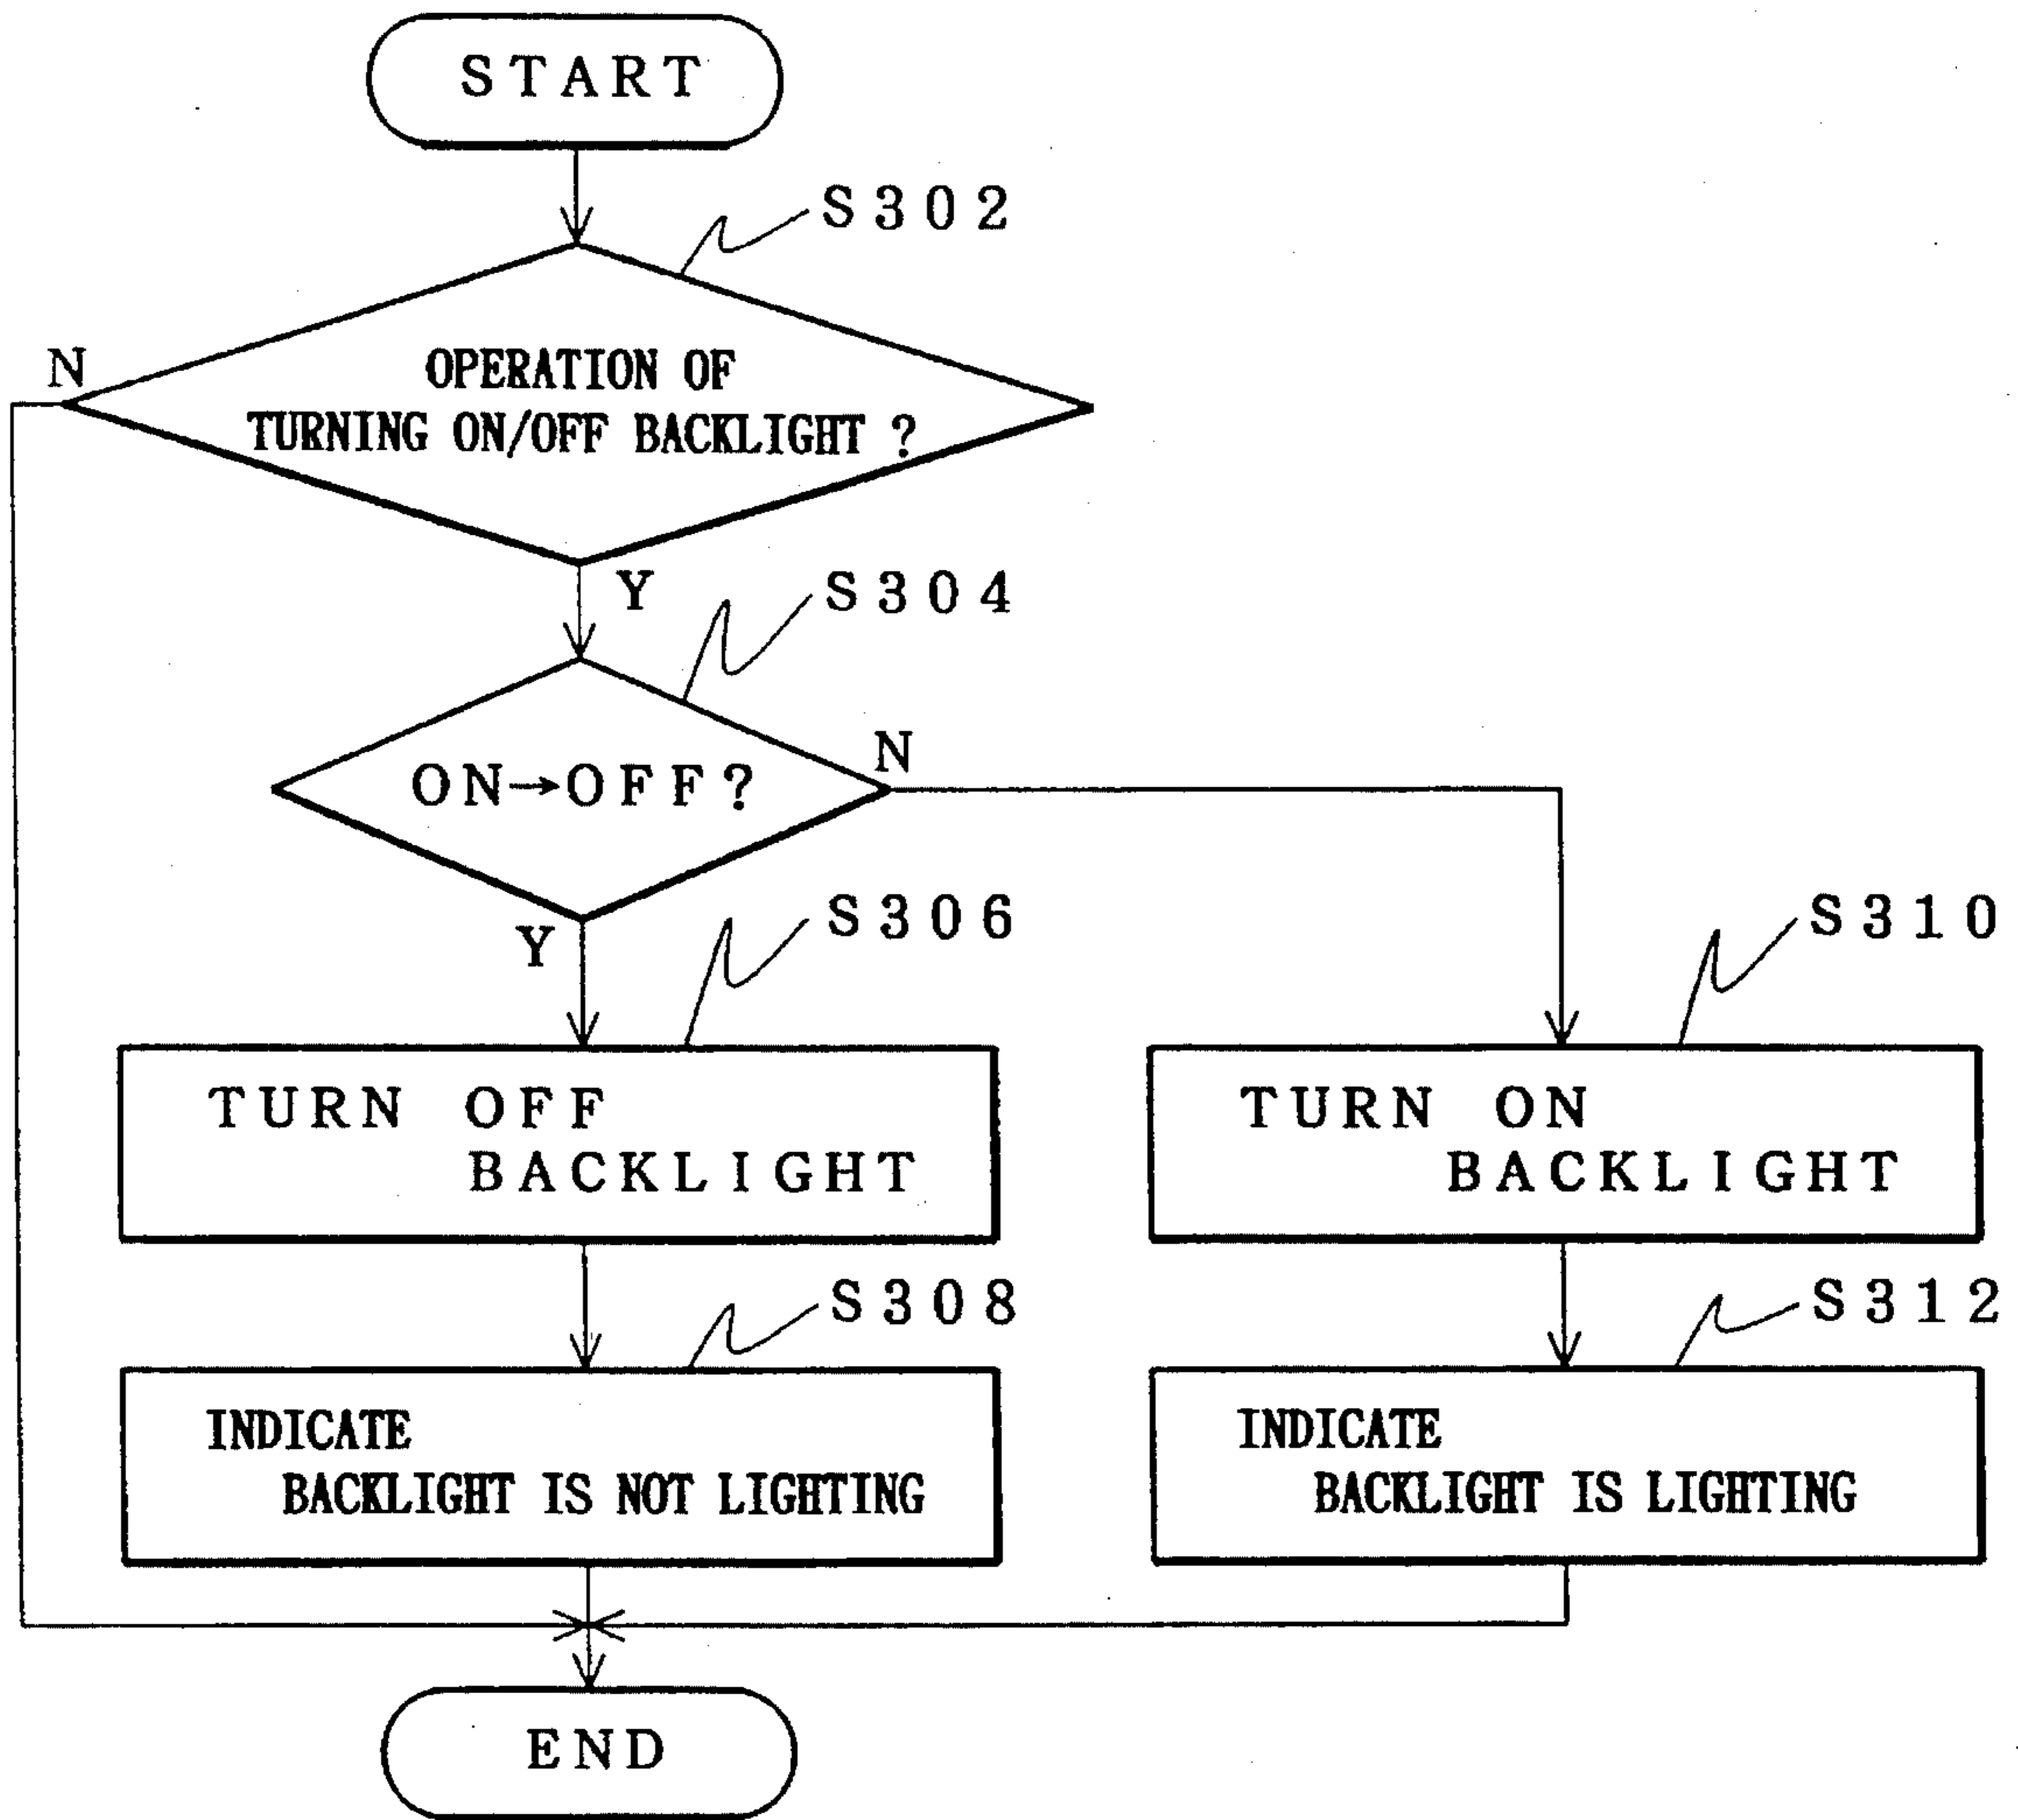 START
S302
N
OPERATION OF
TURNING ON/OFF BACKLIGHT ?
Y
S304
ON→OFF?
N
Y
S306
S310
TURN OFF
BACKLIGHT
TURN ON
BACKLIGHT
S308
S312
INDICATE
BACKLIGHT IS NOT LIGHTING
INDICATE
BACKLIGHT IS LIGHTING
END